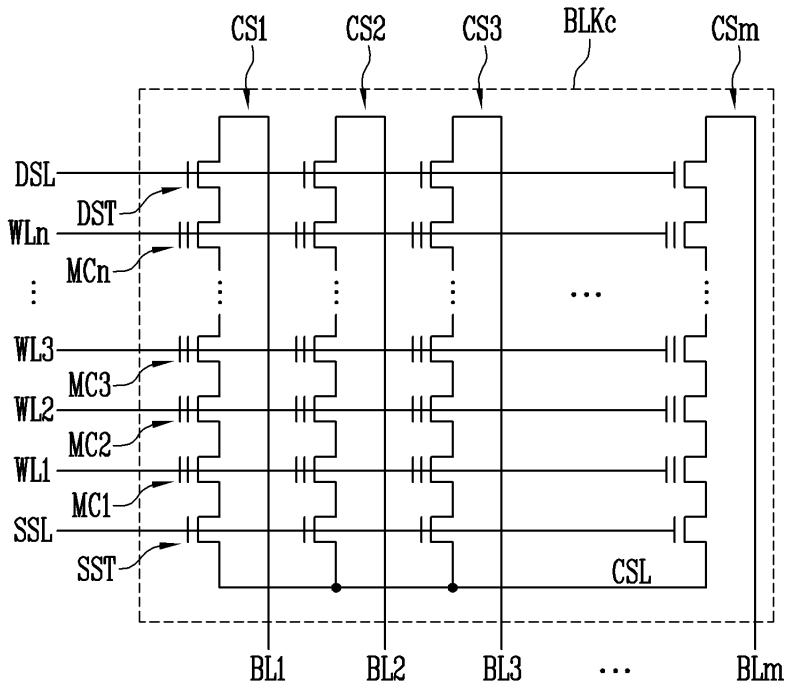 CS1 CS2 CS3 BLKc CSm
DSL
DST
WLn
MCn
⋮
WL3
MC3
WL2
MC2
WL1
MC1
SSL
SST
CSL
BL1 BL2 BL3 ... BLm